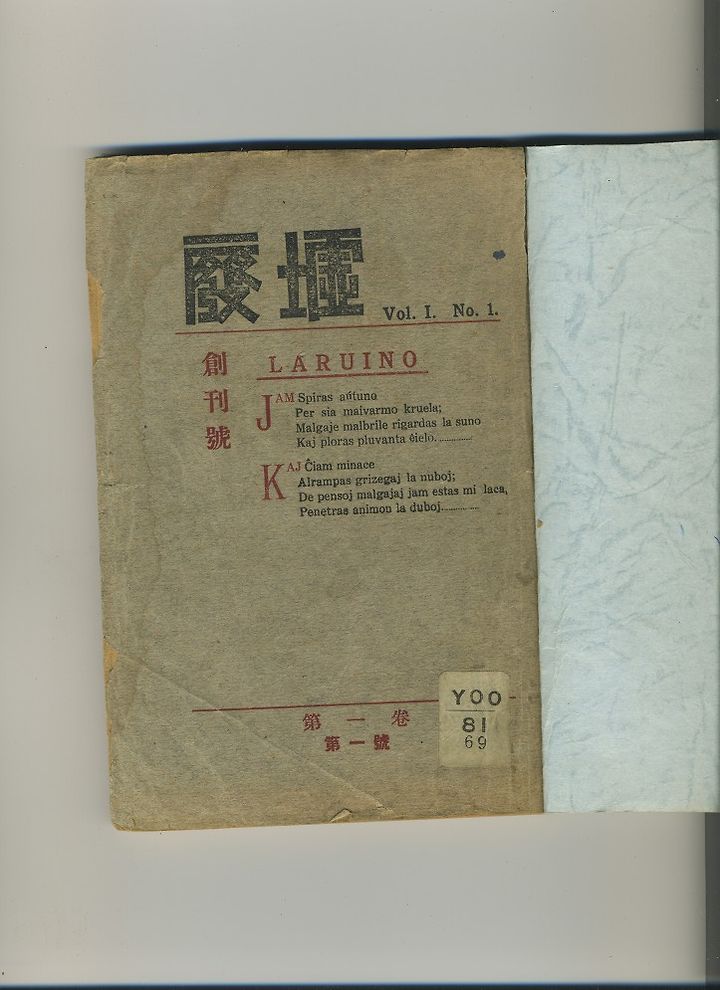 廢墟
Vol. I. No. 1.
創刊號
LARUINO
JAM Spiras aŭtuno
Per sia malvarmo kruela;
Malgaje malbrile rigardas la suno
Kaj ploras pluvanta ĉielo..............
KAJ Ĉiam minace
Alrampas grizegaj la nuboj;
De pensoj malgajaj jam estas mi laca,
Penetras animon la duboj...............
第一卷
第一號
YOO
81
69